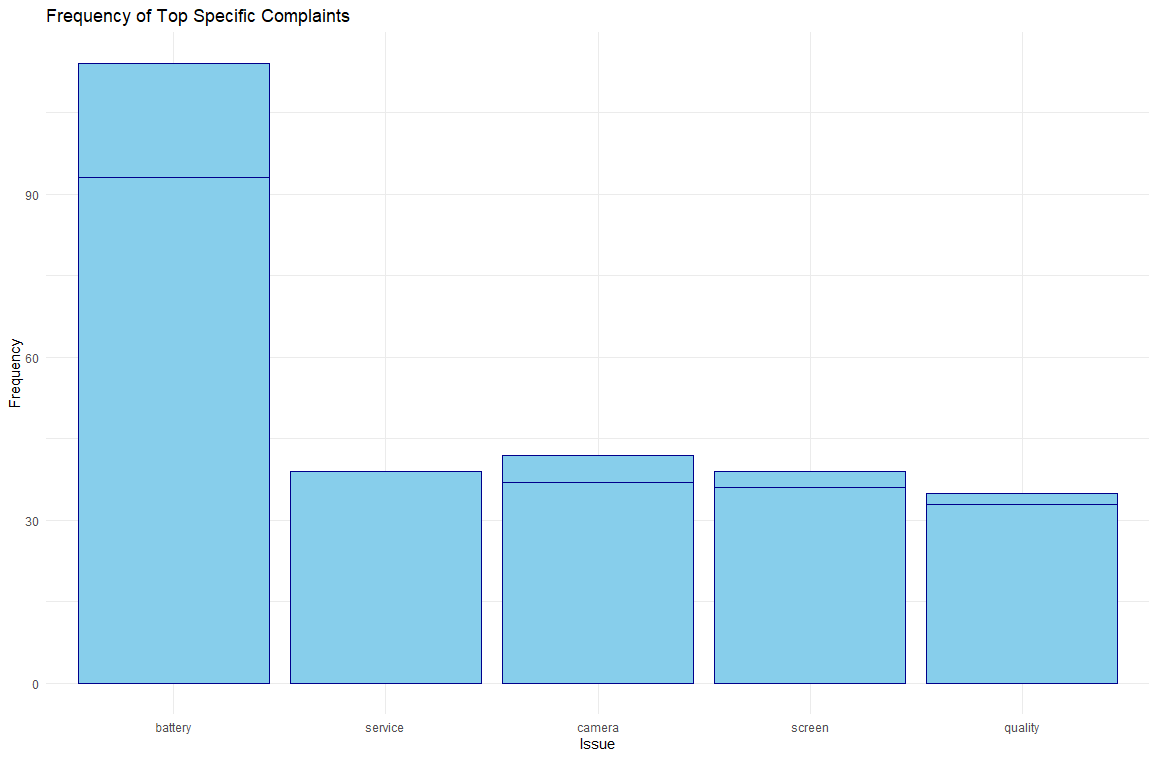 Frequency of Top Specific Complaints
Frequency
90
60
30
0
battery service camera screen quality
Issue